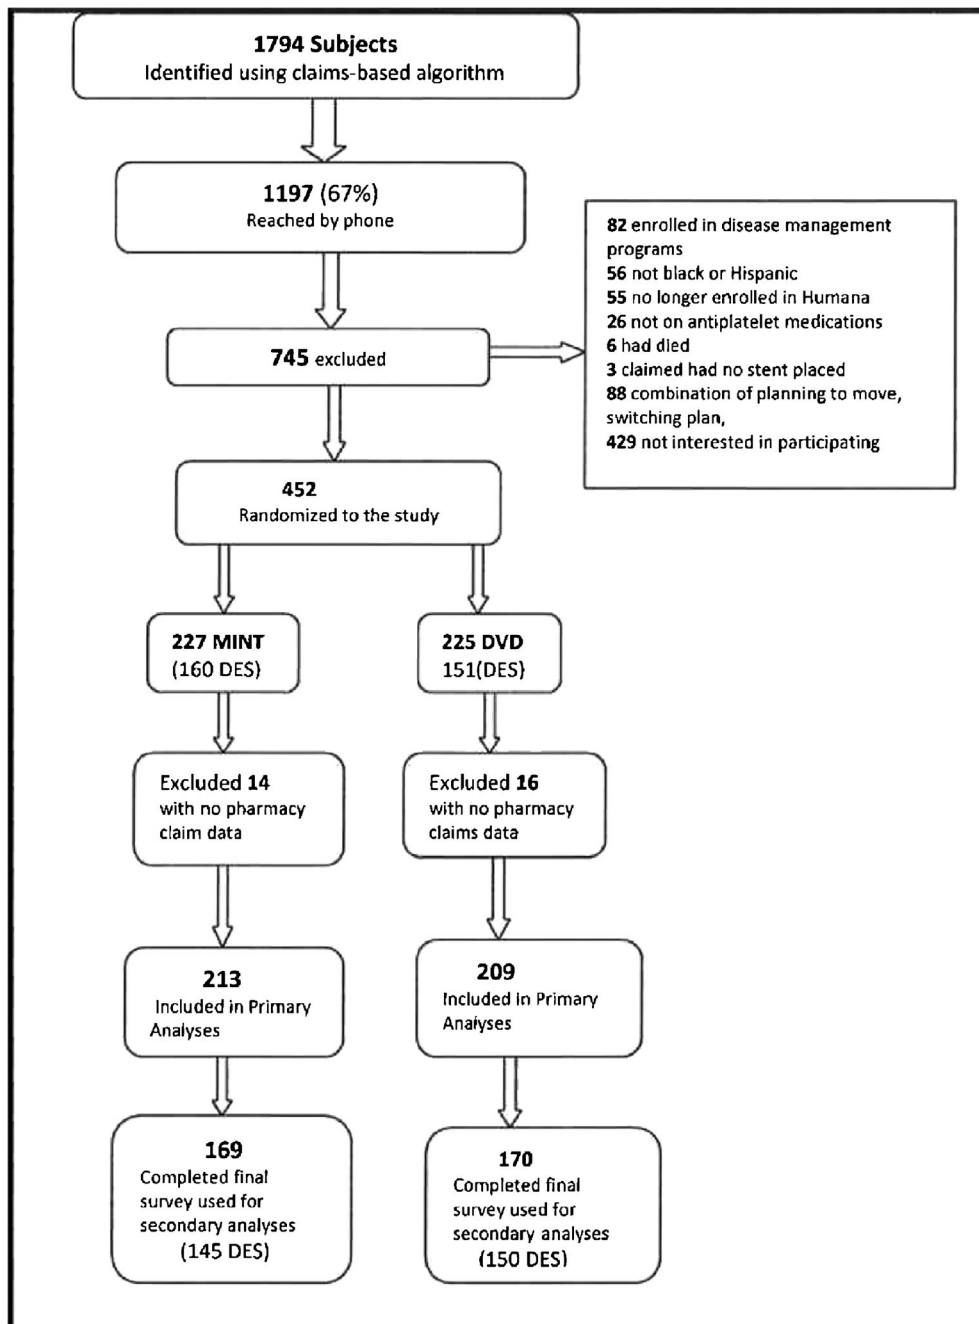 1794 Subjects
Identified using claims-based algorithm
1197 (67%)
Reached by phone
82 enrolled in disease management
programs
56 not black or Hispanic
55 no longer enrolled in Humana
26 not on antiplatelet medications
6 had died
3 claimed had no stent placed
88 combination of planning to move,
switching plan,
429 not interested in participating
745 excluded
452
Randomized to the study
227 MINT
(160 DES)
225 DVD
151(DES)
Excluded 14
with no pharmacy
claim data
Excluded 16
with no pharmacy
claims data
213
Included in Primary
Analyses
209
Included in Primary
Analyses
169
Completed final
survey used for
secondary analyses
(145 DES)
170
Completed final
survey used for
secondary analyses
(150 DES)